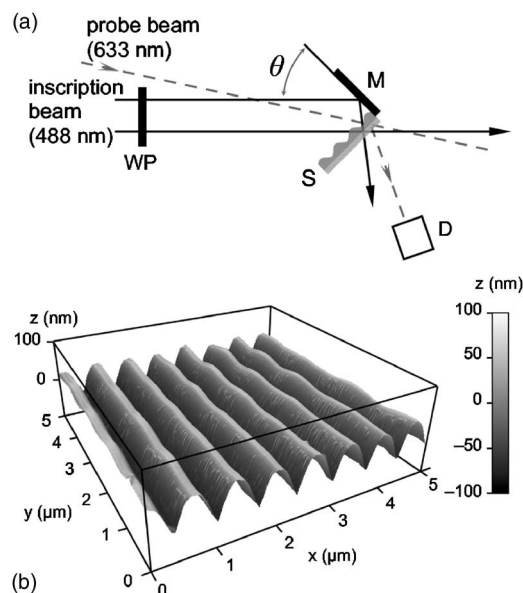 (a)
probe beam
(633 nm)
θ
M
inscription
beam
(488 nm)
WP
S
D
z (nm)
100
0
5
4
3
2
1
0
y (µm)
0
1
2
3
4
5
x (µm)
z (nm)
100
50
0
−50
−100
(b)